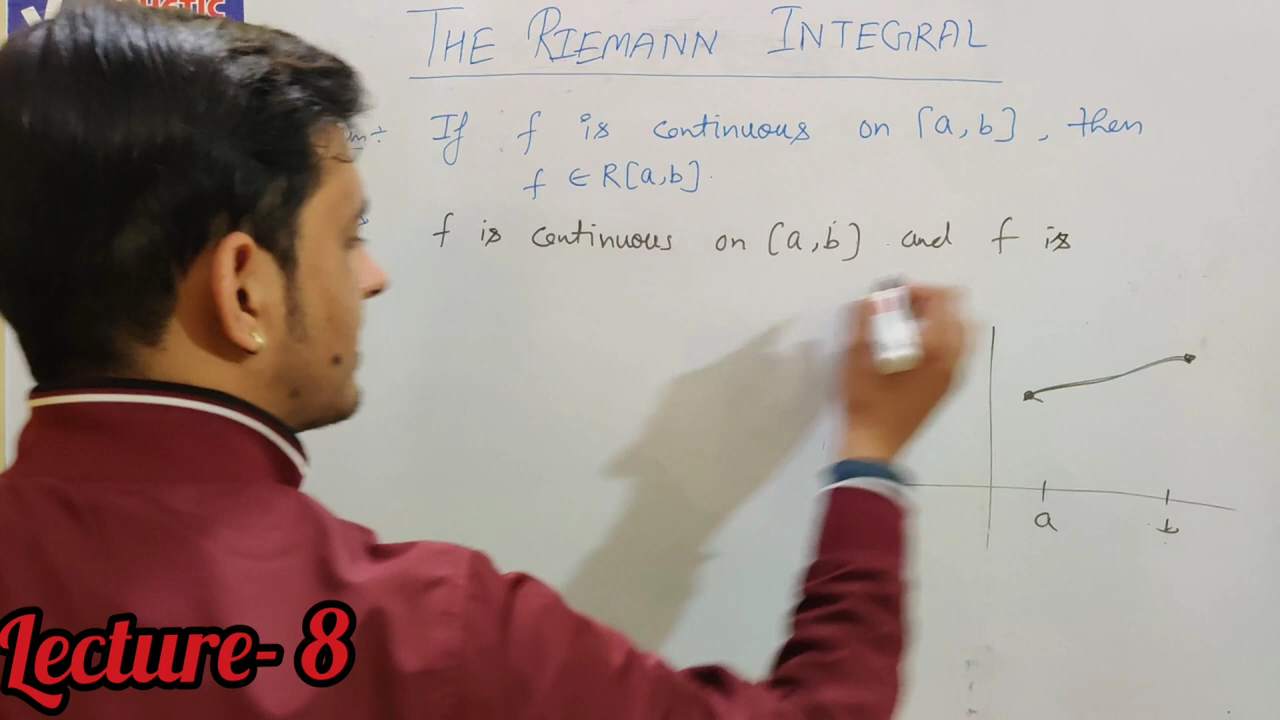 THE RIEMANN INTEGRAL
If f is continuous on [a,b], then
f ∈ R[a,b].
f is continuous on [a,b] and f is
a b
Lecture- 8